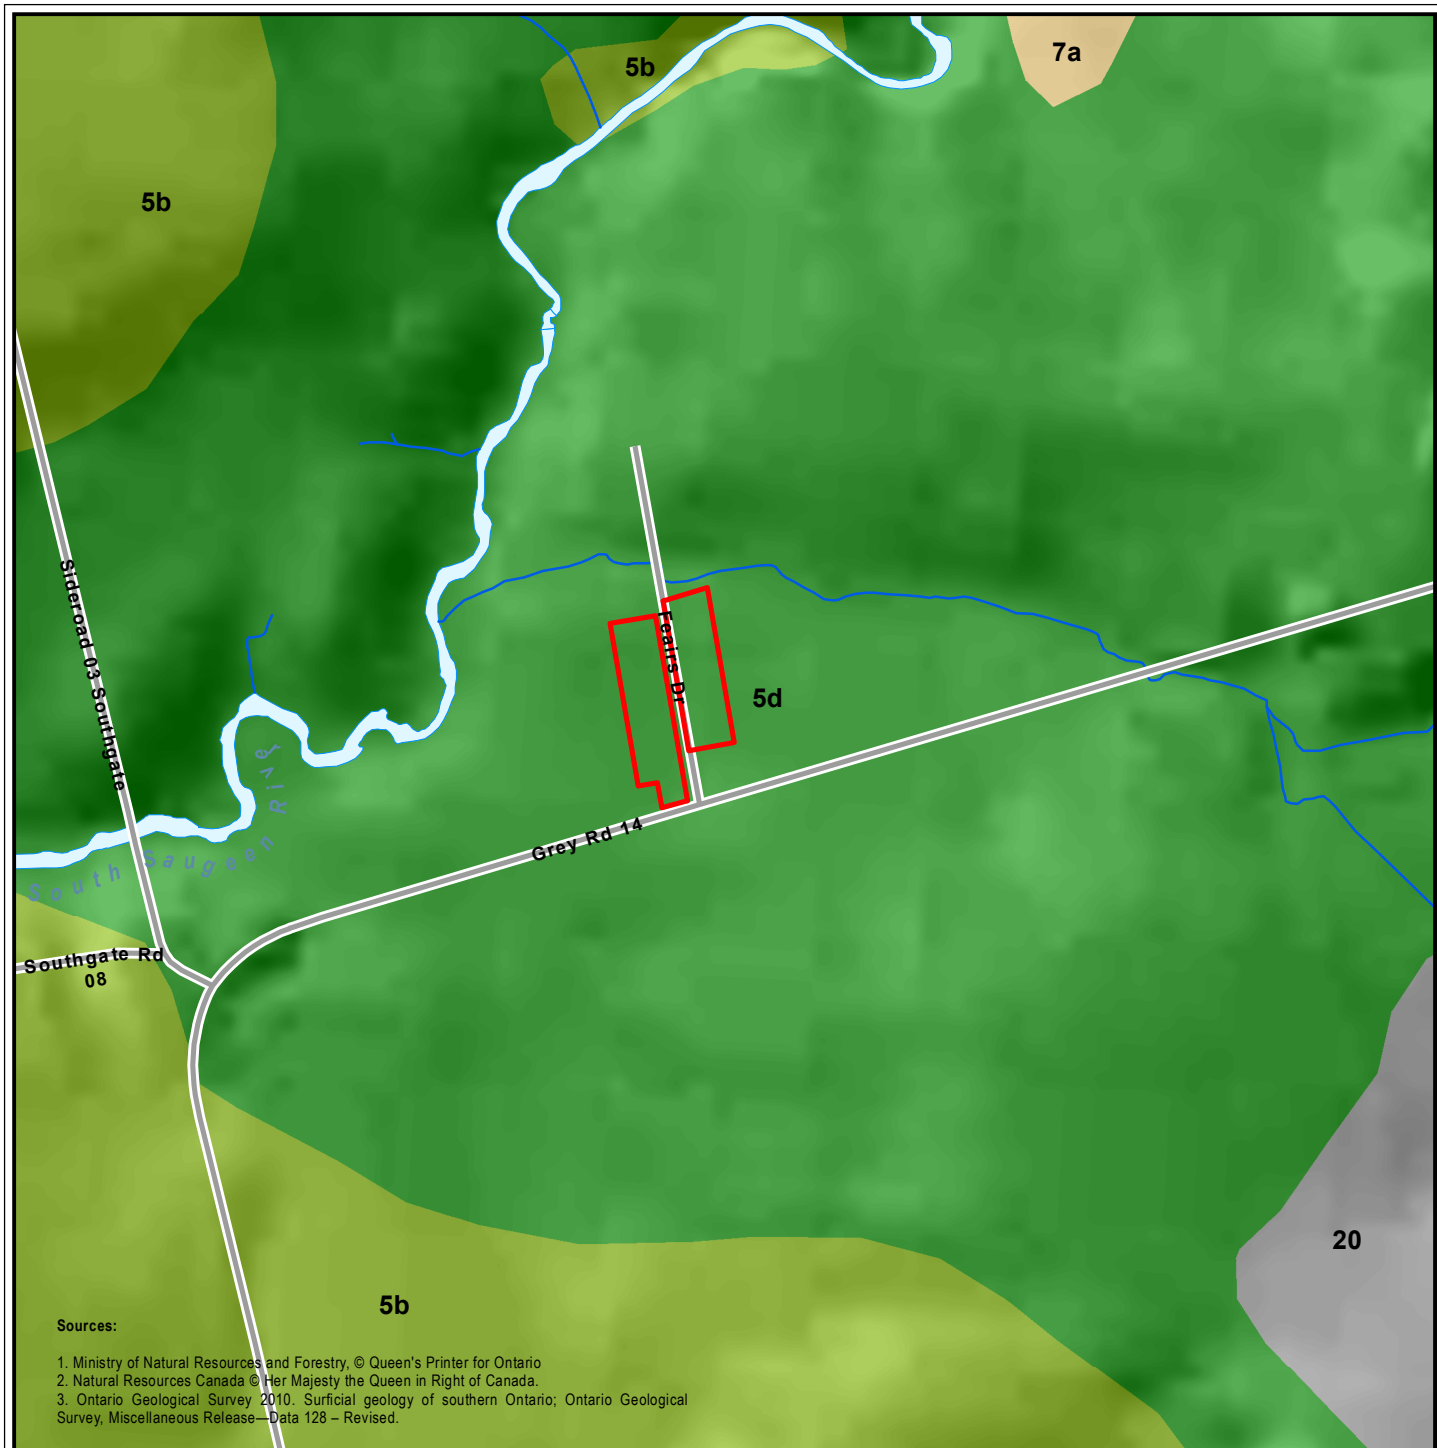 7a
5b
5b
Sideroad 03 Southgate
Feairs Dr
5d
South Saugeen River
Grey Rd 14
Southgate Rd
08
20
5b
Sources:
1. Ministry of Natural Resources and Forestry, © Queen's Printer for Ontario
2. Natural Resources Canada © Her Majesty the Queen in Right of Canada.
3. Ontario Geological Survey 2010. Surficial geology of southern Ontario; Ontario Geological
Survey, Miscellaneous Release—Data 128 – Revised.